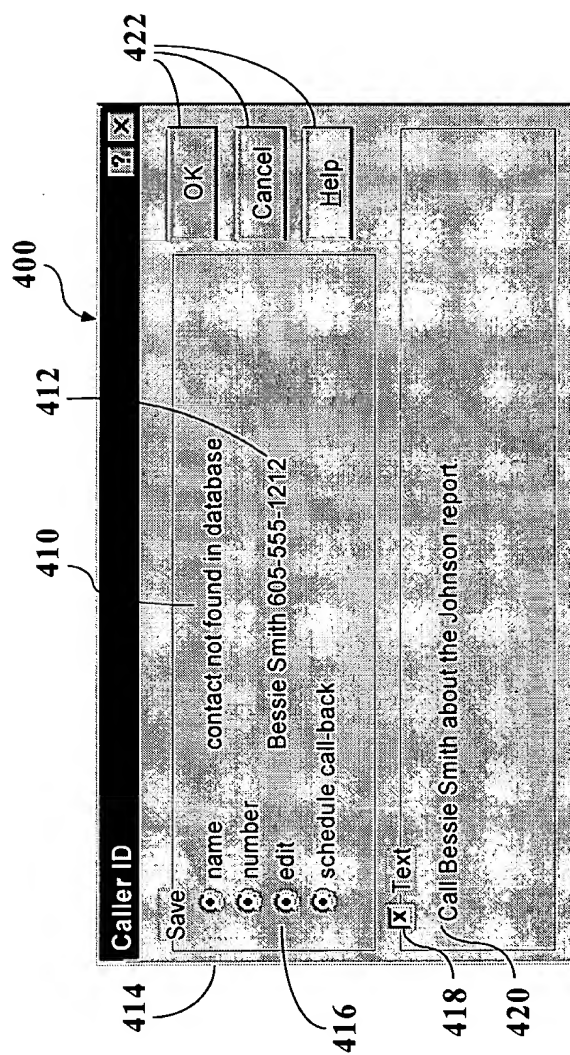 400
410
412
422
Caller ID ? X
Save
name contact not found in database
number
edit Bessie Smith 605-555-1212
schedule call-back
OK
Cancel
Help
414
416
x Text
Call Bessie Smith about the Johnson report.
418
420